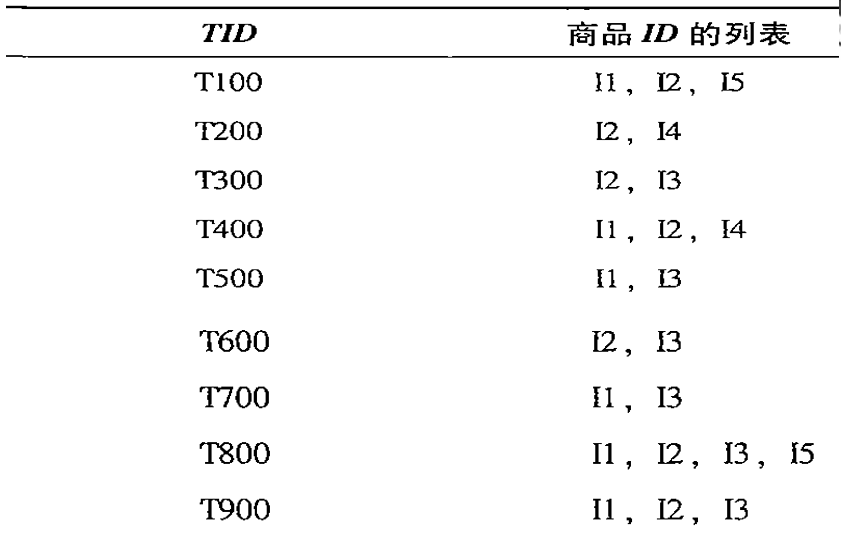 TID 商品 ID 的列表
T100 I1, I2, I5
T200 I2, I4
T300 I2, I3
T400 I1, I2, I4
T500 I1, I3
T600 I2, I3
T700 I1, I3
T800 I1, I2, I3, I5
T900 I1, I2, I3